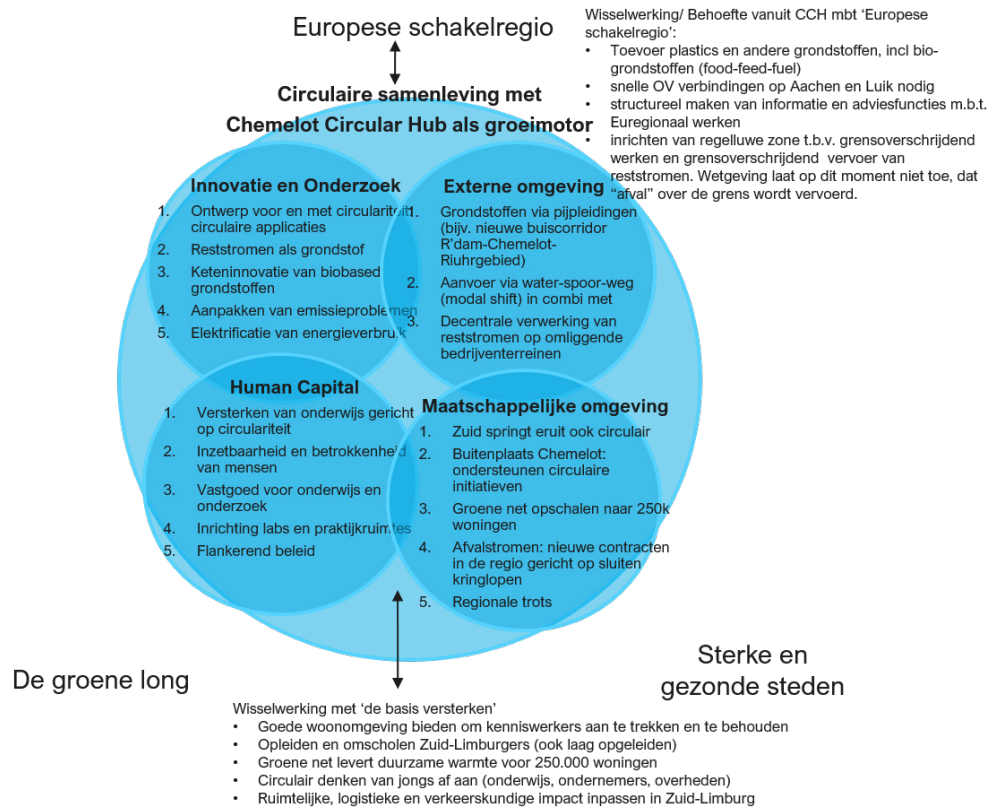 Europese schakelregio
Wisselwerking/ Behoefte vanuit CCH mbt ‘Europese
schakelregio’:
• Toevoer plastics en andere grondstoffen, incl bio-
grondstoffen (food-feed-fuel)
• snelle OV verbindingen op Aachen en Luik nodig
• structureel maken van informatie en adviesfuncties m.b.t.
Euregionaal werken
• inrichten van regelluwe zone t.b.v. grensoverschrijdend
werken en grensoverschrijdend vervoer van
reststromen. Wetgeving laat op dit moment niet toe, dat
“afval” over de grens wordt vervoerd.
Circulaire samenleving met
Chemelot Circular Hub als groeimotor
Innovatie en Onderzoek
1. Ontwerp voor en met circulariteit,
circulaire applicaties
2. Reststromen als grondstof
3. Keteninnovatie van biobased
grondstoffen
4. Aanpakken van emissieproblemen
5. Elektrificatie van energieverbruik
Externe omgeving
1. Grondstoffen via pijpleidingen
(bijv. nieuwe buiscorridor
R’dam-Chemelot-
Riuhrgebied)
2. Aanvoer via water-spoor-weg
(modal shift) in combi met
3. Decentrale verwerking van
reststromen op omliggende
bedrijventerreinen
Human Capital
1. Versterken van onderwijs gericht
op circulariteit
2. Inzetbaarheid en betrokkenheid
van mensen
3. Vastgoed voor onderwijs en
onderzoek
4. Inrichting labs en praktijkruimtes
5. Flankerend beleid
Maatschappelijke omgeving
1. Zuid springt eruit ook circulair
2. Buitenplaats Chemelot:
ondersteunen circulaire
initiatieven
3. Groene net opschalen naar 250k
woningen
4. Afvalstromen: nieuwe contracten
in de regio gericht op sluiten
kringlopen
5. Regionale trots
De groene long
Sterke en
gezonde steden
Wisselwerking met ‘de basis versterken’
• Goede woonomgeving bieden om kenniswerkers aan te trekken en te behouden
• Opleiden en omscholen Zuid-Limburgers (ook laag opgeleiden)
• Groene net levert duurzame warmte voor 250.000 woningen
• Circulair denken van jongs af aan (onderwijs, ondernemers, overheden)
• Ruimtelijke, logistieke en verkeerskundige impact inpassen in Zuid-Limburg